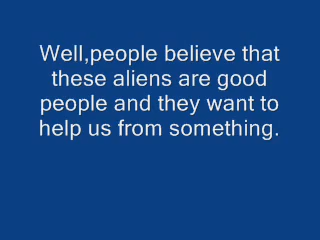 Well,people believe that
these aliens are good
people and they want to
help us from something.